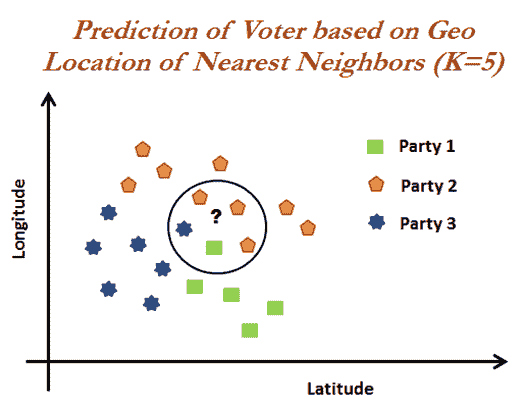 Prediction of Voter based on Geo
Location of Nearest Neighbors (K=5)
Party 1
Party 2
Party 3
?
Longitude
Latitude